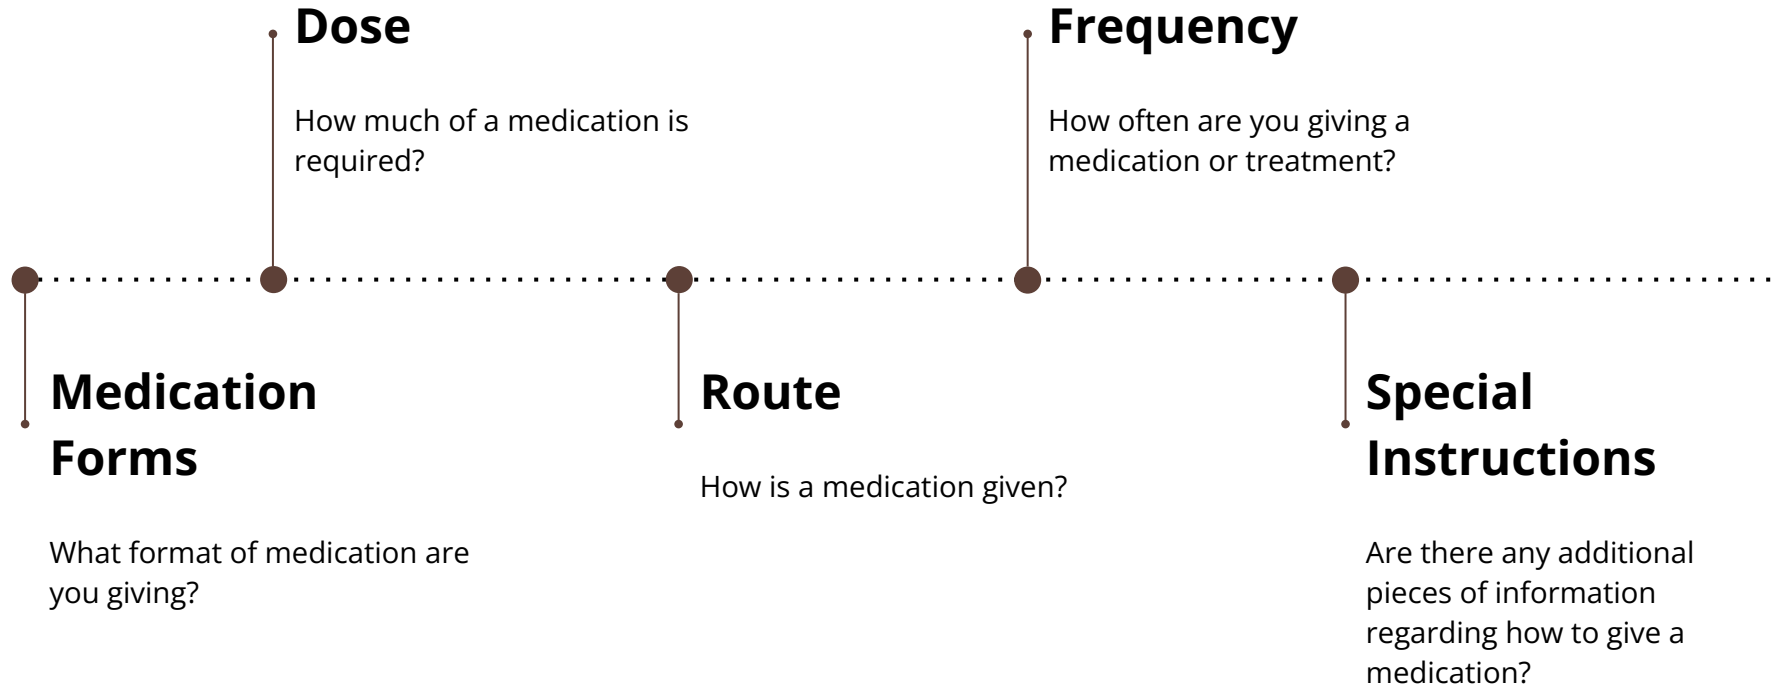 Dose
How much of a medication is
required?
Frequency
How often are you giving a
medication or treatment?
Medication
Forms
What format of medication are
you giving?
Route
How is a medication given?
Special
Instructions
Are there any additional
pieces of information
regarding how to give a
medication?